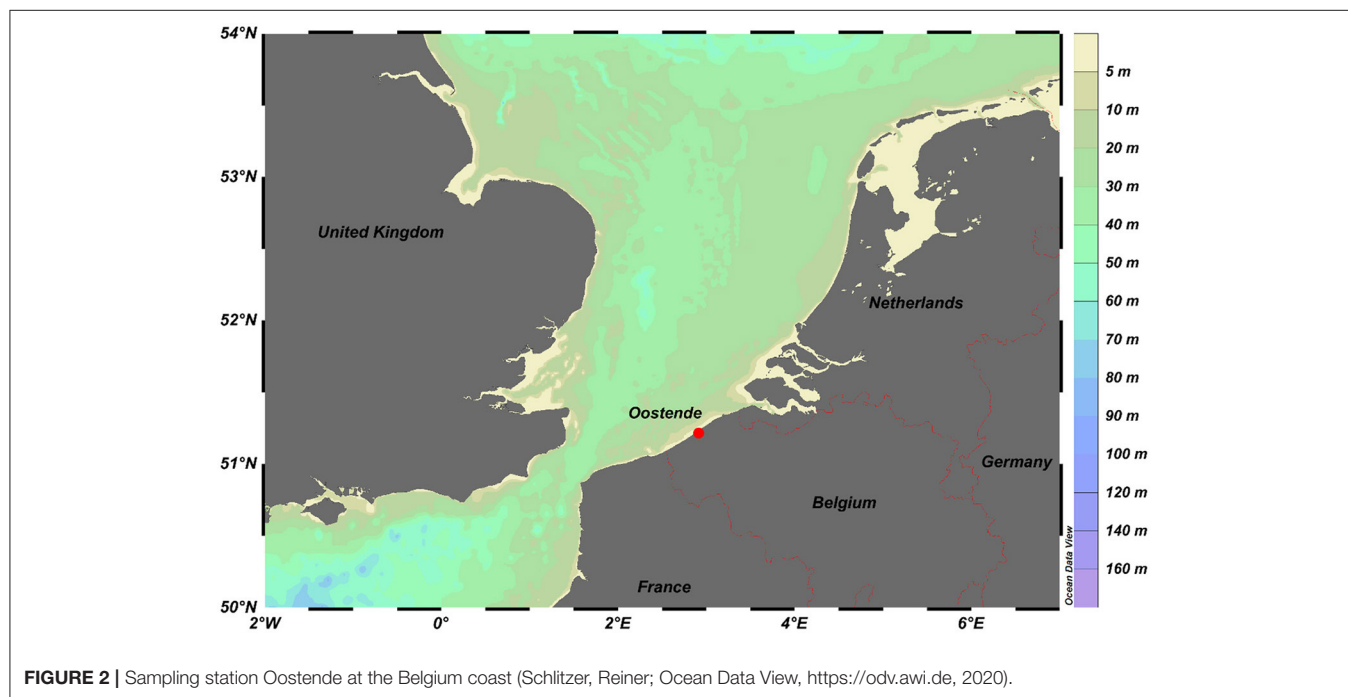 54°N
5 m
10 m
20 m
53°N
30 m
United Kingdom
40 m
50 m
Netherlands
60 m
52°N
70 m
80 m
Oostende
90 m
51°N
Germany
100 m
Belgium
120 m
140 m
160 m
France
Ocean Data View
50°N
2°W
0°
2°E
4°E
6°E
FIGURE 2 | Sampling station Oostende at the Belgium coast (Schlitzer, Reiner; Ocean Data View, https://odv.awi.de, 2020).